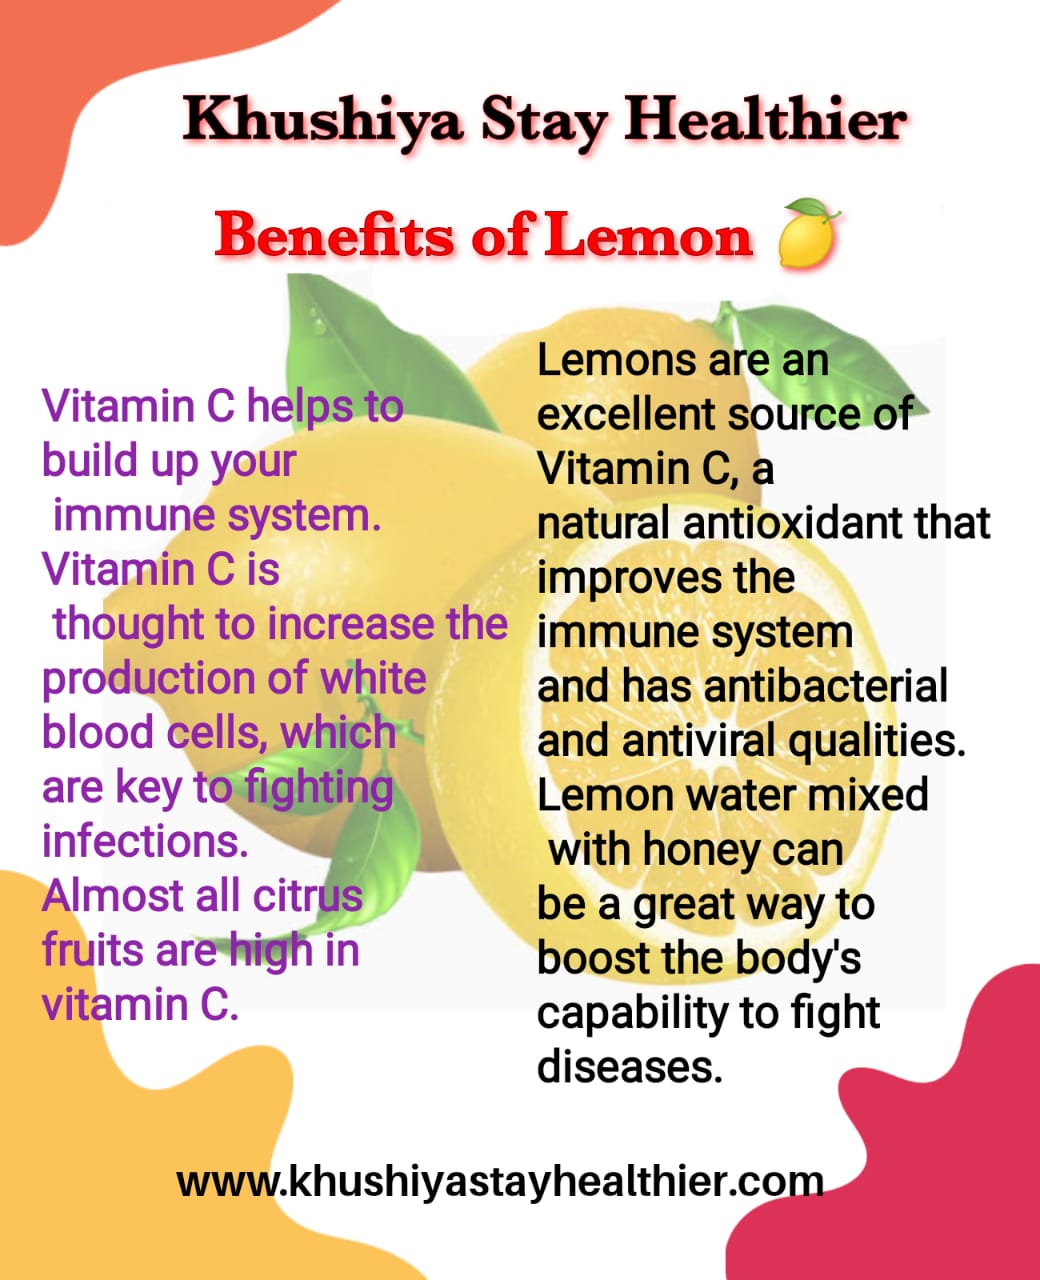 Khushiya Stay Healthier
Benefits of Lemon 🍋
Vitamin C helps to
build up your
immune system.
Vitamin C is
thought to increase the
production of white
blood cells, which
are key to fighting
infections.
Almost all citrus
fruits are high in
vitamin C.
Lemons are an
excellent source of
Vitamin C, a
natural antioxidant that
improves the
immune system
and has antibacterial
and antiviral qualities.
Lemon water mixed
with honey can
be a great way to
boost the body's
capability to fight
diseases.
www.khushiyastayhealthier.com